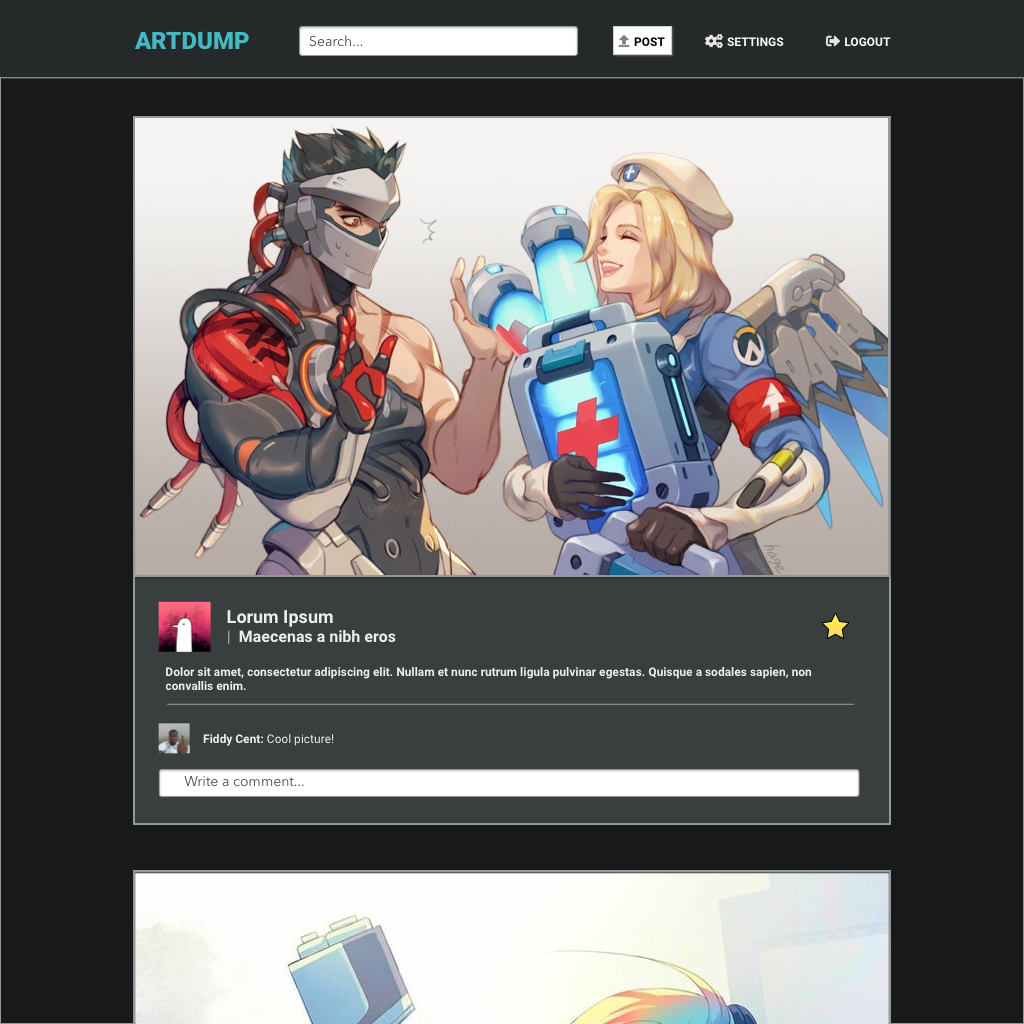 ARTDUMP
Search...
POST
SETTINGS
LOGOUT
hage
Lorum Ipsum
| Maecenas a nibh eros
Dolor sit amet, consectetur adipiscing elit. Nullam et nunc rutrum ligula pulvinar egestas. Quisque a sodales sapien, non
convallis enim.
Fiddy Cent: Cool picture!
Write a comment...